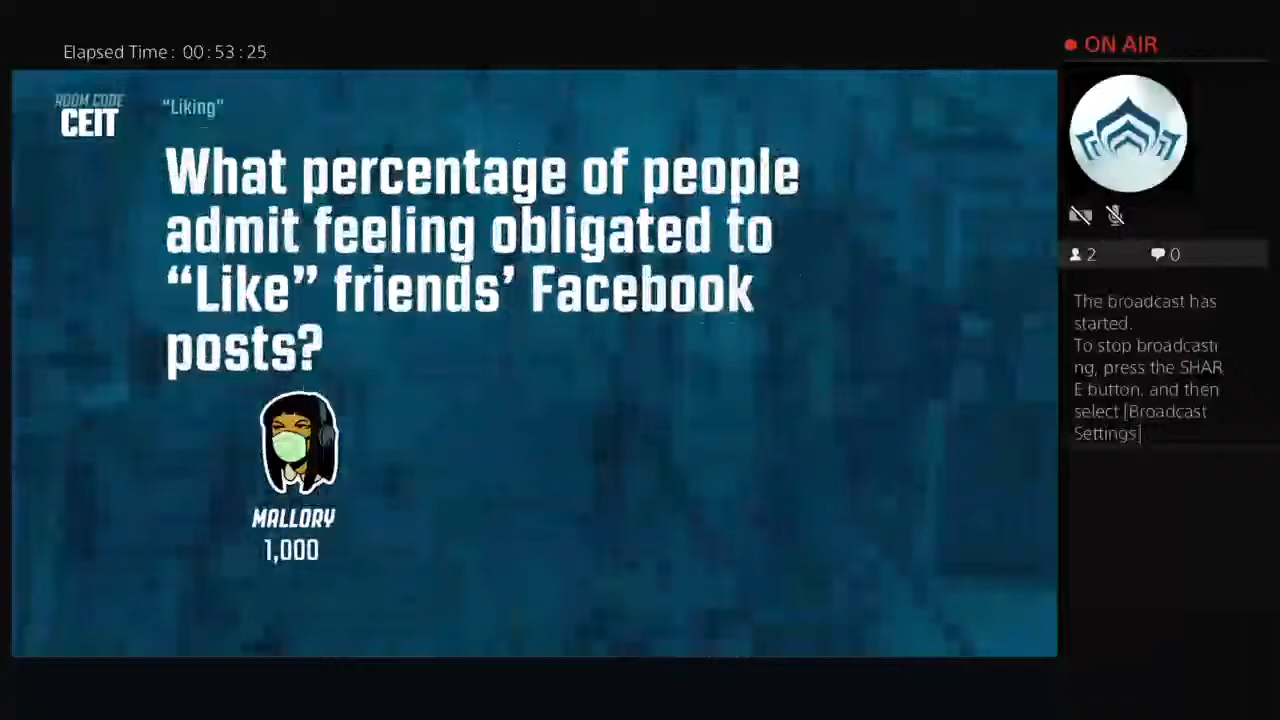 Elapsed Time: 00:53:25
ON AIR
ROOM CODE
CEIT
"Liking"
What percentage of people
admit feeling obligated to
“Like” friends’ Facebook
posts?
MALLORY
1,000
2
0
The broadcast has
started.
To stop broadcasti
ng, press the SHAR
E button, and then
select [Broadcast
Settings]